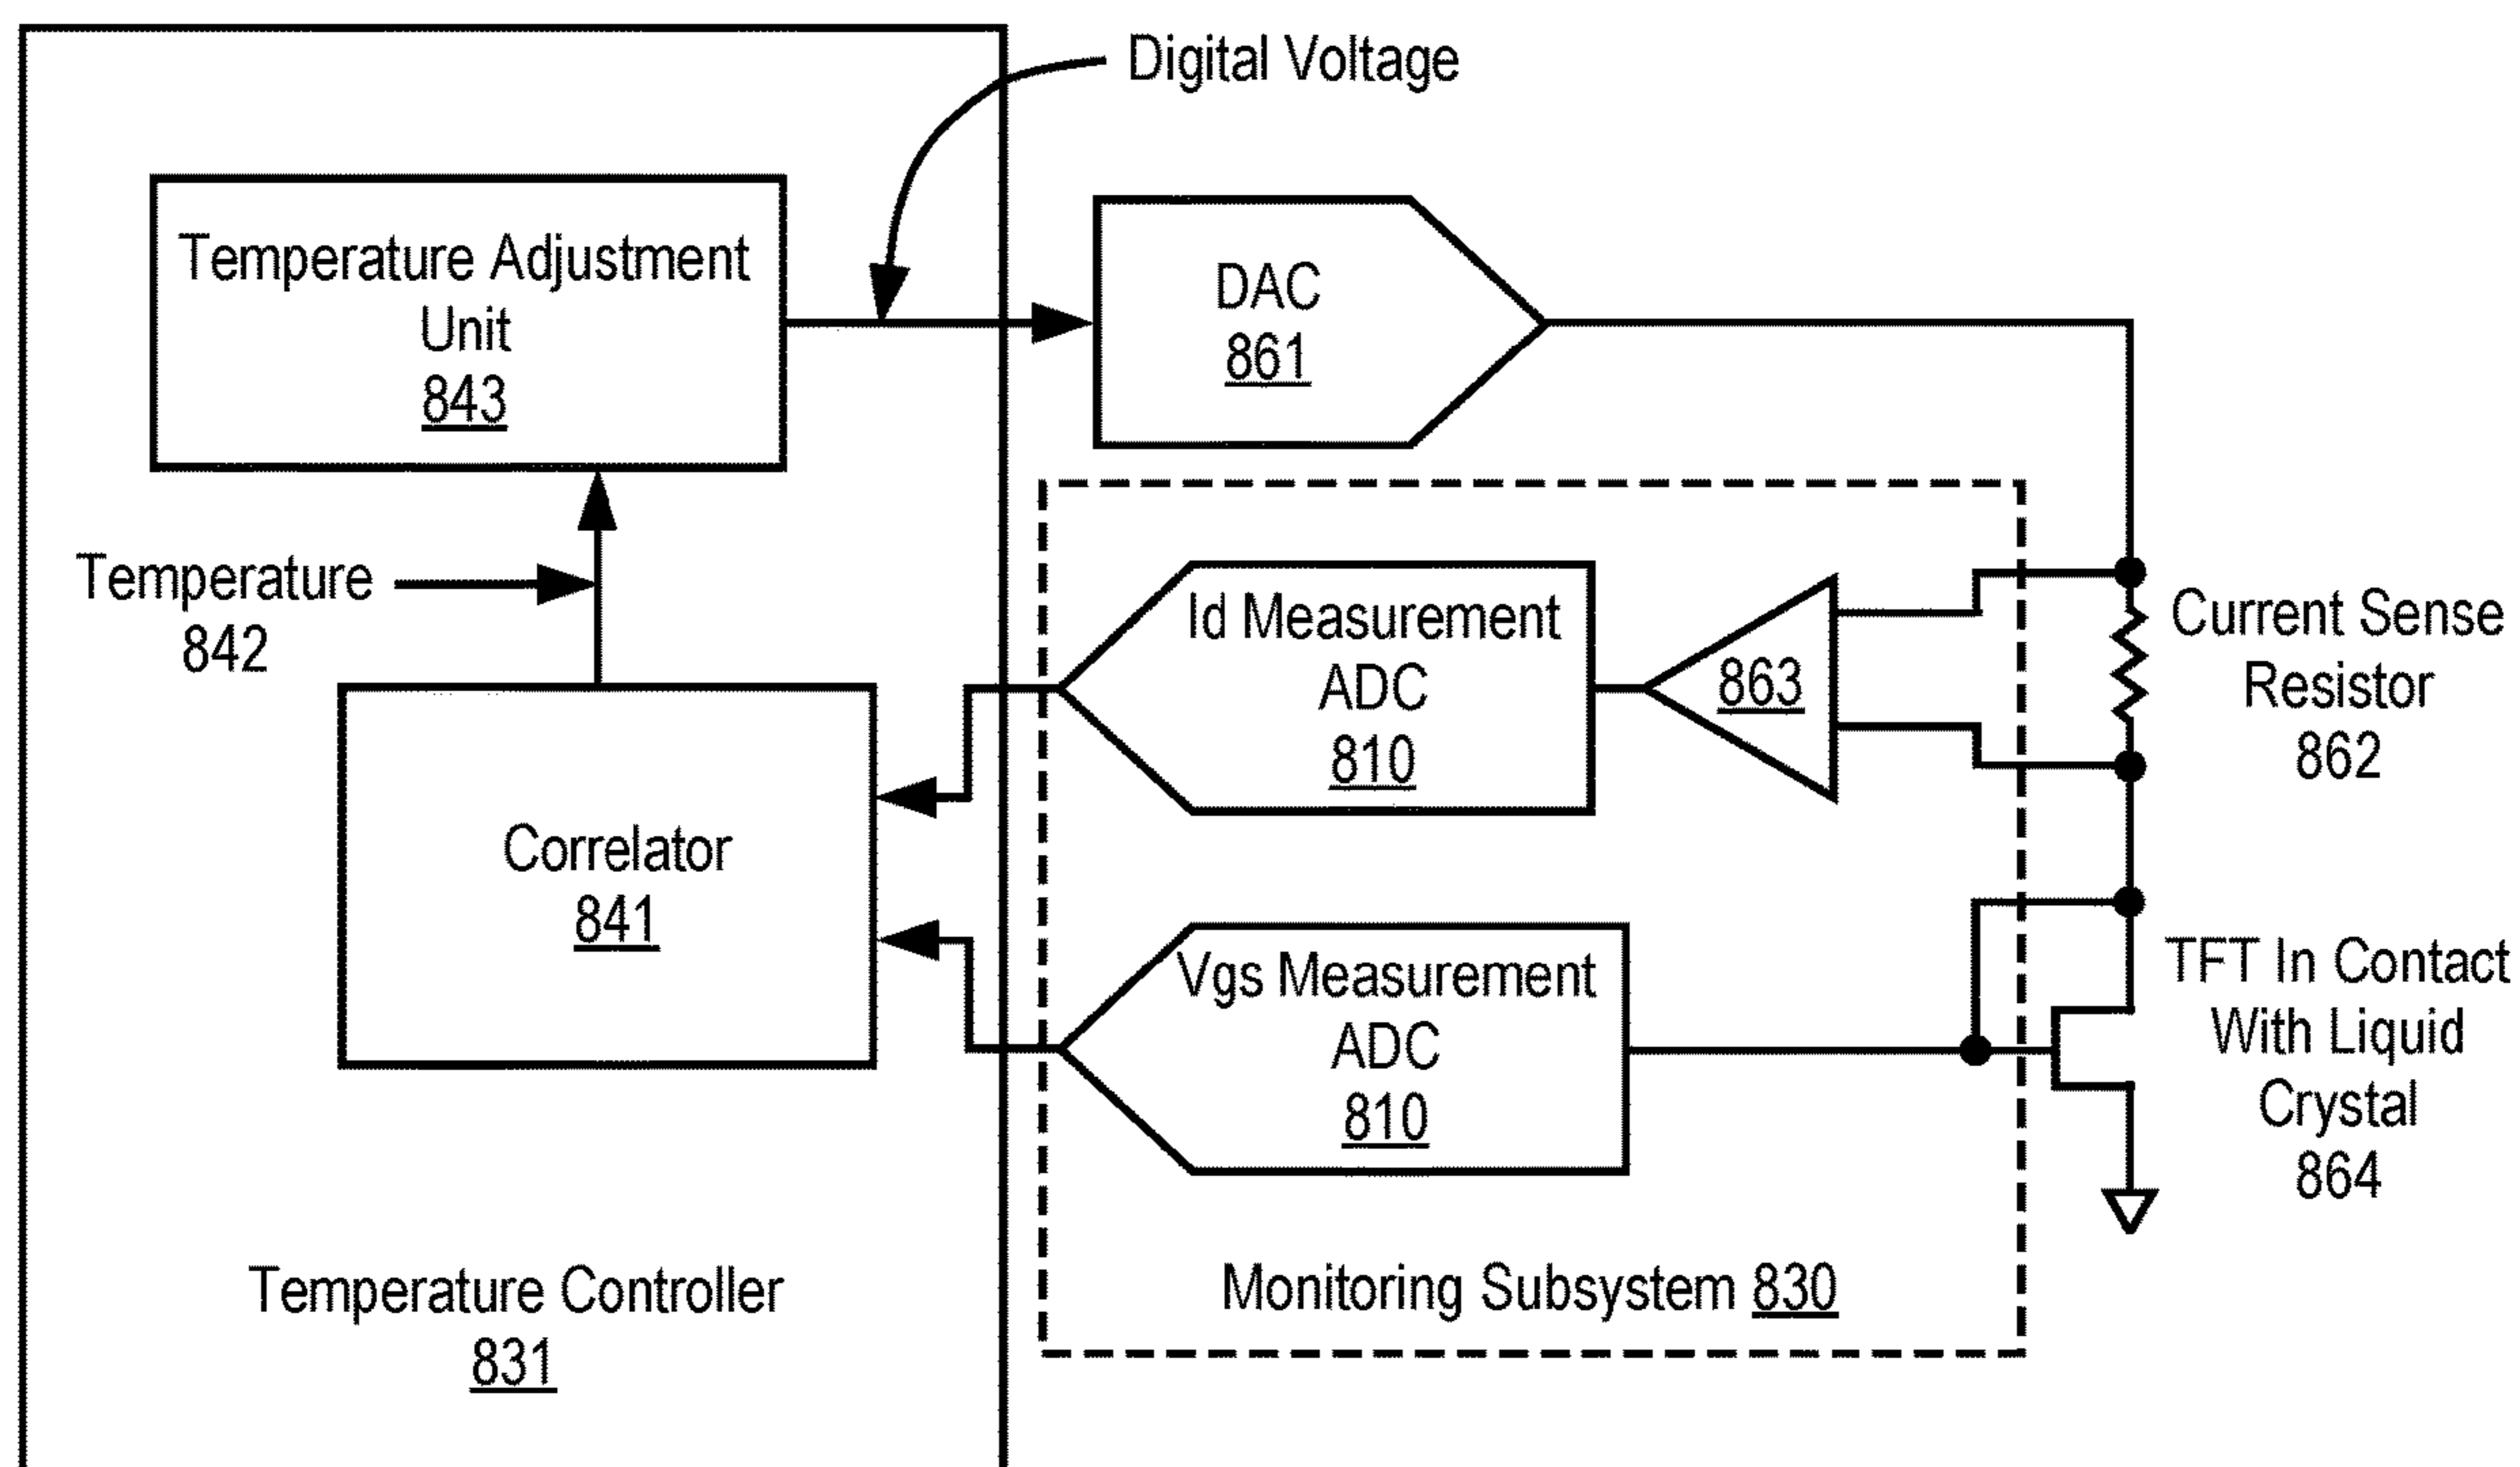 Digital Voltage
Temperature Adjustment
Unit
843
DAC
861
Temperature
842
Id Measurement
ADC
810
863
Current Sense
Resistor
862
Correlator
841
Vgs Measurement
ADC
810
TFT In Contact
With Liquid
Crystal
864
Temperature Controller
831
Monitoring Subsystem 830